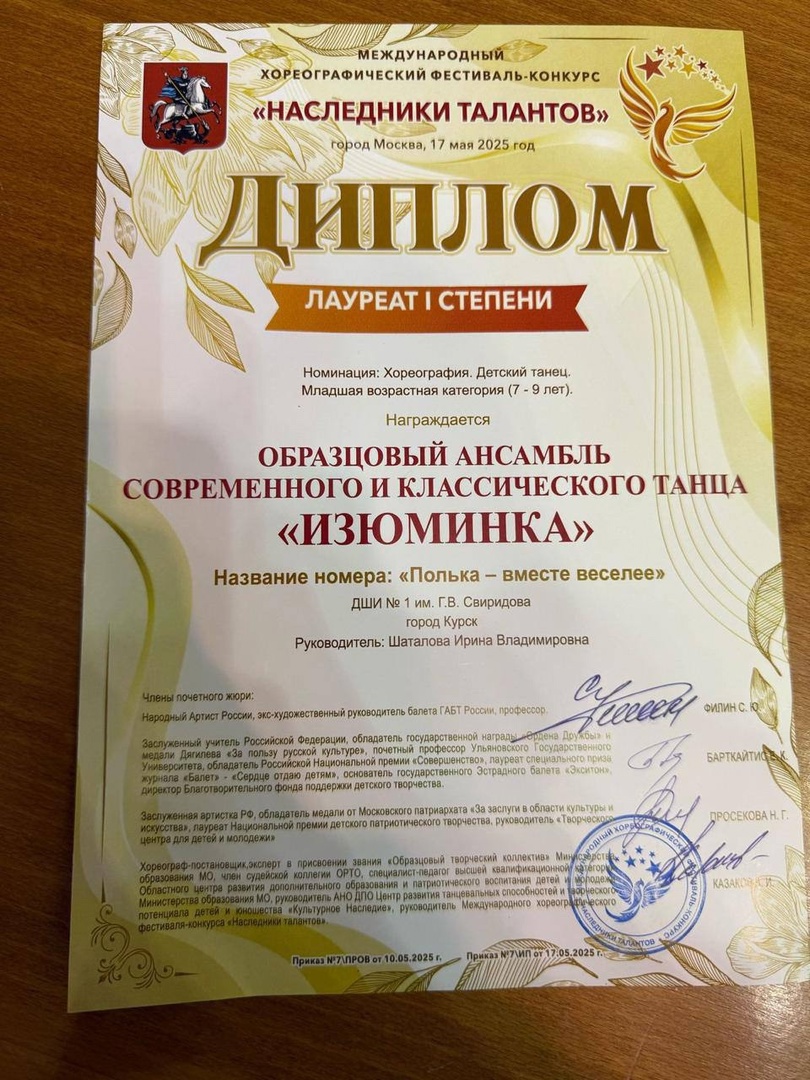 МЕЖДУНАРОДНЫЙ
ХОРЕОГРАФИЧЕСКИЙ ФЕСТИВАЛЬ-КОНКУРС
«НАСЛЕДНИКИ ТАЛАНТОВ»
город Москва, 17 мая 2025 год
ДИПЛОМ
ЛАУРЕАТ I СТЕПЕНИ
Номинация: Хореография. Детский танец.
Младшая возрастная категория (7 - 9 лет).
Награждается
ОБРАЗЦОВЫЙ АНСАМБЛЬ
СОВРЕМЕННОГО И КЛАССИЧЕСКОГО ТАНЦА
«ИЗЮМИНКА»
Название номера: «Полька – вместе веселее»
ДШИ № 1 им. Г.В. Свиридова
город Курск
Руководитель: Шаталова Ирина Владимировна
Члены почетного жюри:
Народный Артист России, экс-художественный руководитель балета ГАБТ России, профессор.
ФИЛИН С. Ю.
Заслуженный учитель Российской Федерации, обладатель государственной награды «Ордена Дружбы» и
медали Дягилева «За пользу русской культуре», почетный профессор Ульяновского Государственного
Университета, обладатель Российской Национальной премии «Совершенство», лауреат специального приза
журнала «Балет» - «Сердце отдаю детям», основатель государственного Эстрадного балета «Экситон»,
директор Благотворительного фонда поддержки детского творчества.
БАРТКАЙТИС Е. К.
Заслуженная артистка РФ, обладатель медали от Московского патриархата «За заслуги в области культуры и
искусства», лауреат Национальной премии детского патриотического творчества, руководитель «Творческого
центра для детей и молодежи»
ПРОСЕКОВА Н. Г.
Хореограф-постановщик,эксперт в присвоении звания «Образцовый творческий коллектив» Министерства
образования МО, член судейской коллегии ОРТО, специалист-педагог высшей квалификационной категории
Областного центра развития дополнительного образования и патриотического воспитания детей и молодежи
Министерства образования МО, руководитель АНО ДПО Центр развития танцевальных способностей и творческого
потенциала детей и юношества «Культурное Наследие», руководитель Международного хореографического
фестиваля-конкурса «Наследники талантов».
КАЗАКОВ
МЕЖДУНАРОДНЫЙ ХОРЕОГРАФИЧЕСКИЙ ФЕСТИВАЛЬ-КОНКУРС
НАСЛЕДНИКИ ТАЛАНТОВ
Приказ №7\ПРОВ от 10.05.2025 г. Приказ №7\ИП от 17.05.2025 г.